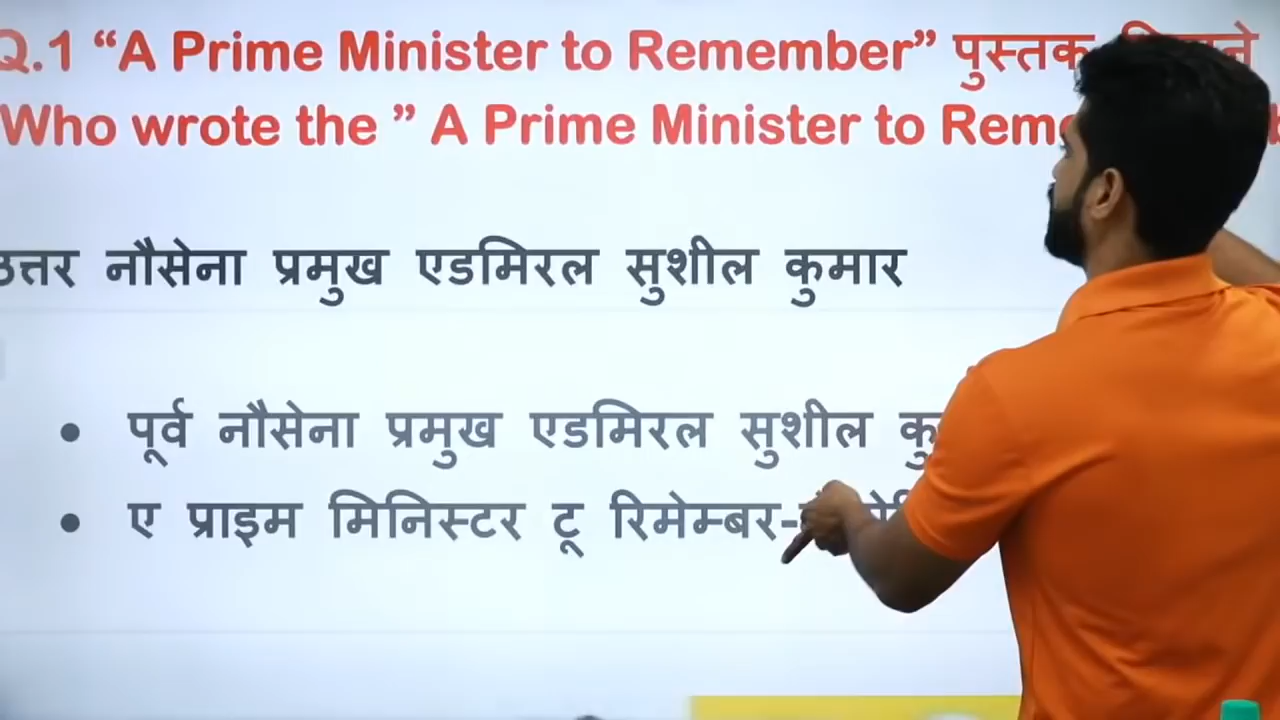 Q.1 “A Prime Minister to Remember” पुस्तक
Who wrote the ” A Prime Minister to
उत्तर नौसेना प्रमुख एडमिरल सुशील कुमार
• पूर्व नौसेना प्रमुख एडमिरल सुशील
• ए प्राइम मिनिस्टर टू रिमेम्बर-